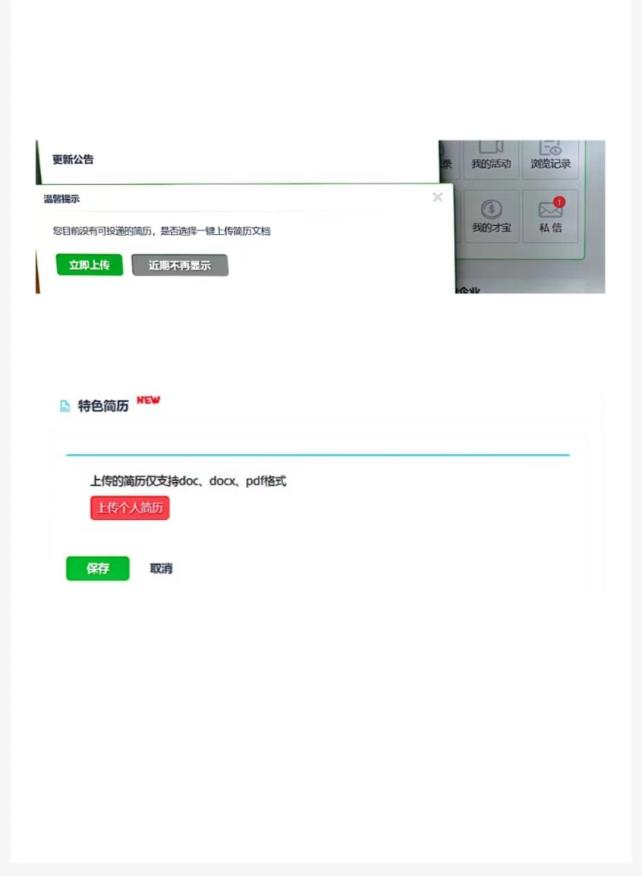 更新公告
录 我的活动 浏览记录
温馨提示
您目前没有可投递的简历，是否选择一键上传简历文档
我的才宝 私信
1
立即上传 近期不再显示
企业
特色简历 NEW
上传的简历仅支持doc、docx、pdf格式
上传个人简历
保存 取消